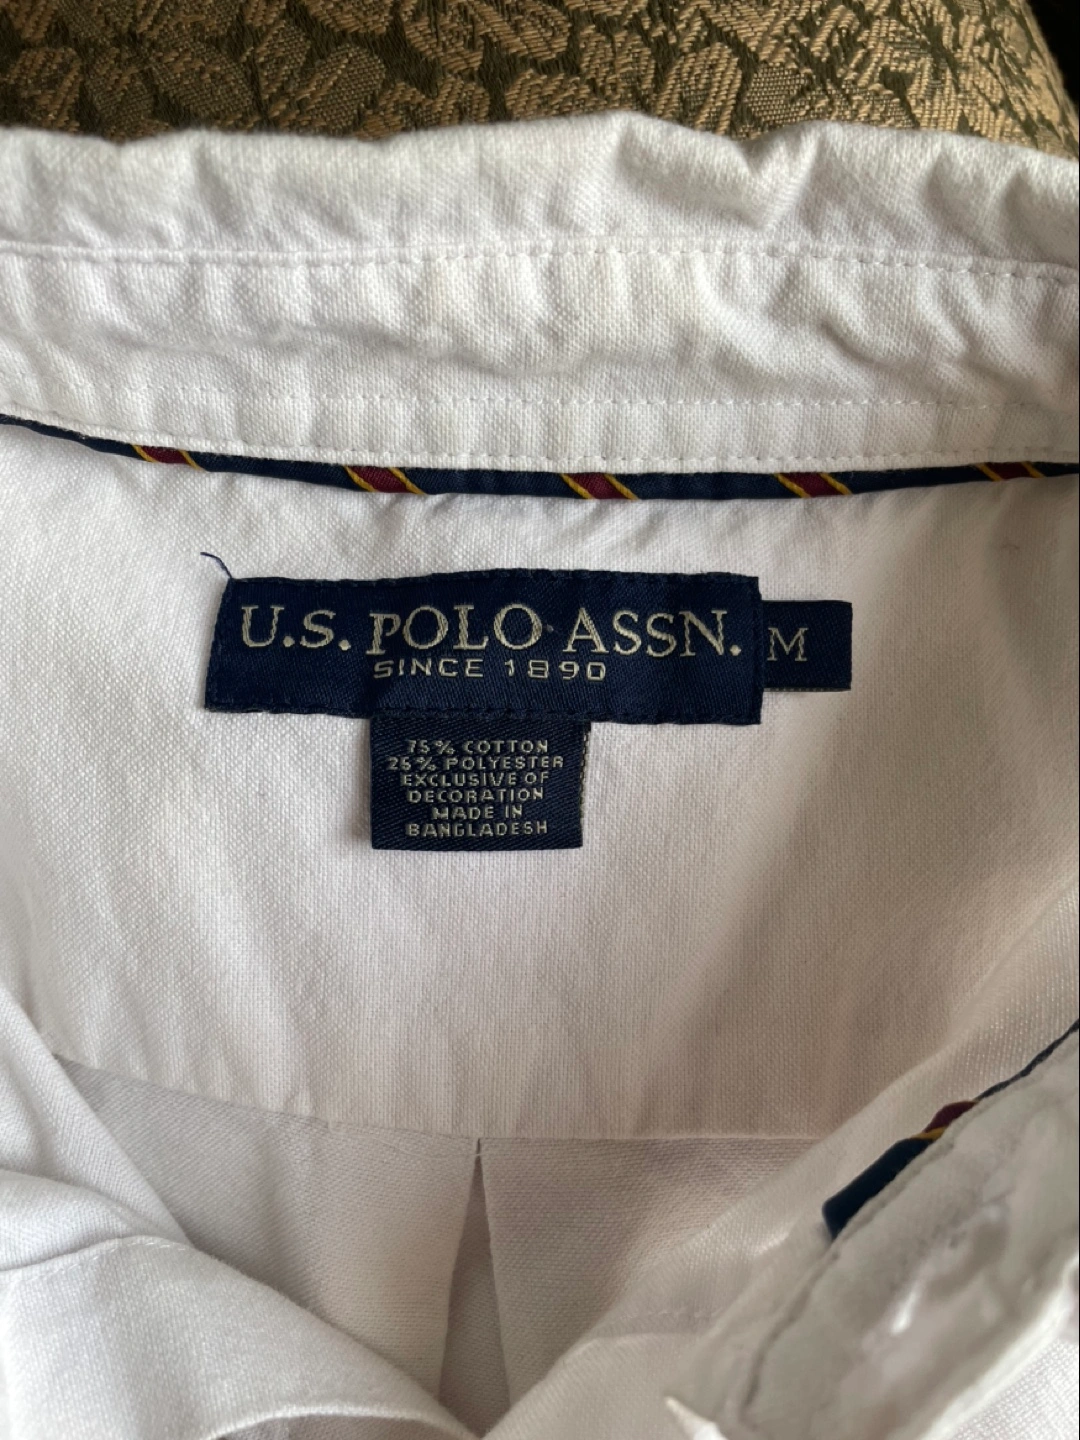 U.S. POLO ASSN.
M
SINCE 1890
75% COTTON
25% POLYESTER
EXCLUSIVE OF
DECORATION
MADE IN
BANGLADESH